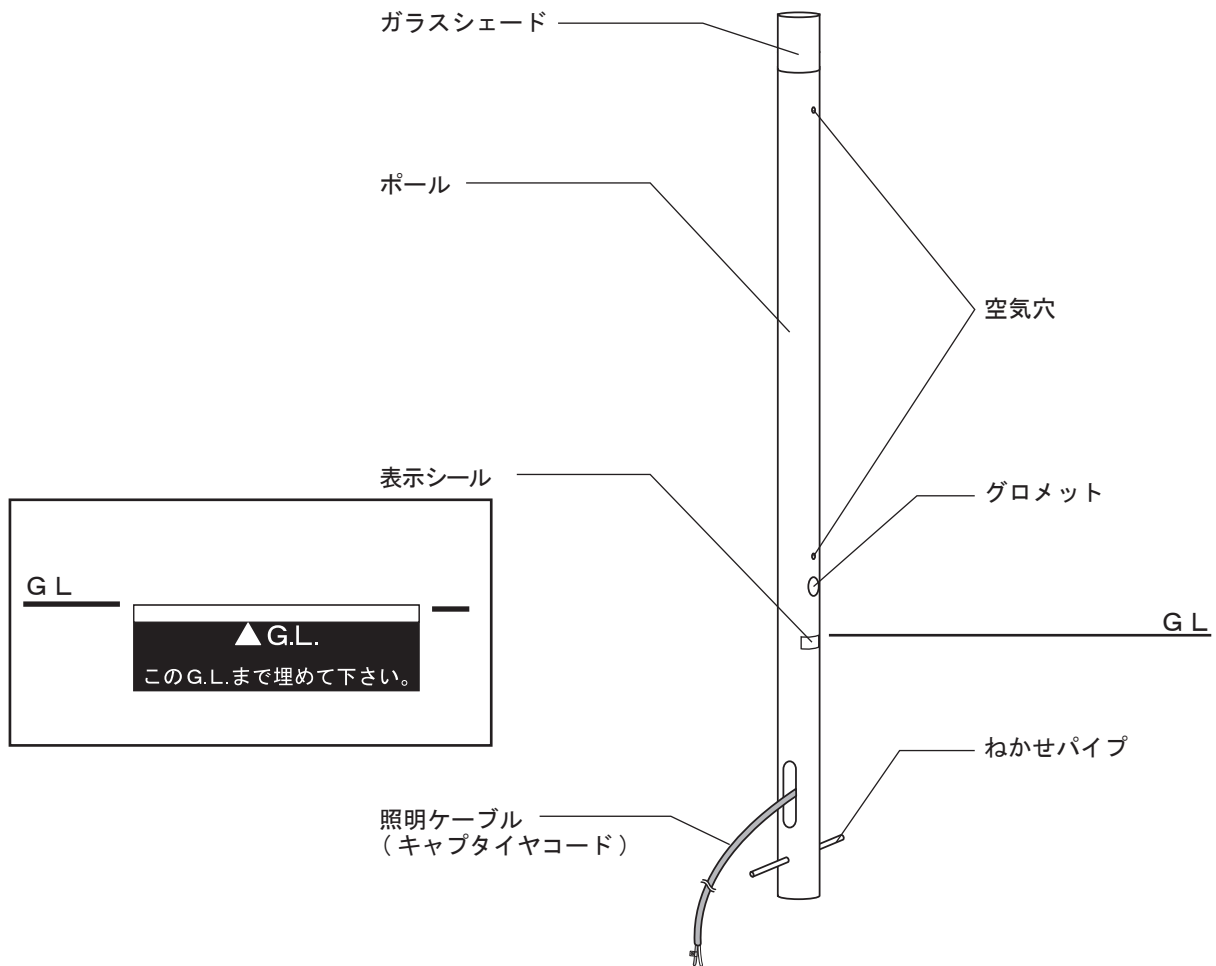 ガラスシェード
ポール
空気穴
表示シール
グロメット
GL
▲G.L.
このG.L.まで埋めて下さい。
GL
ねかせパイプ
照明ケーブル
(キャプタイヤコード)